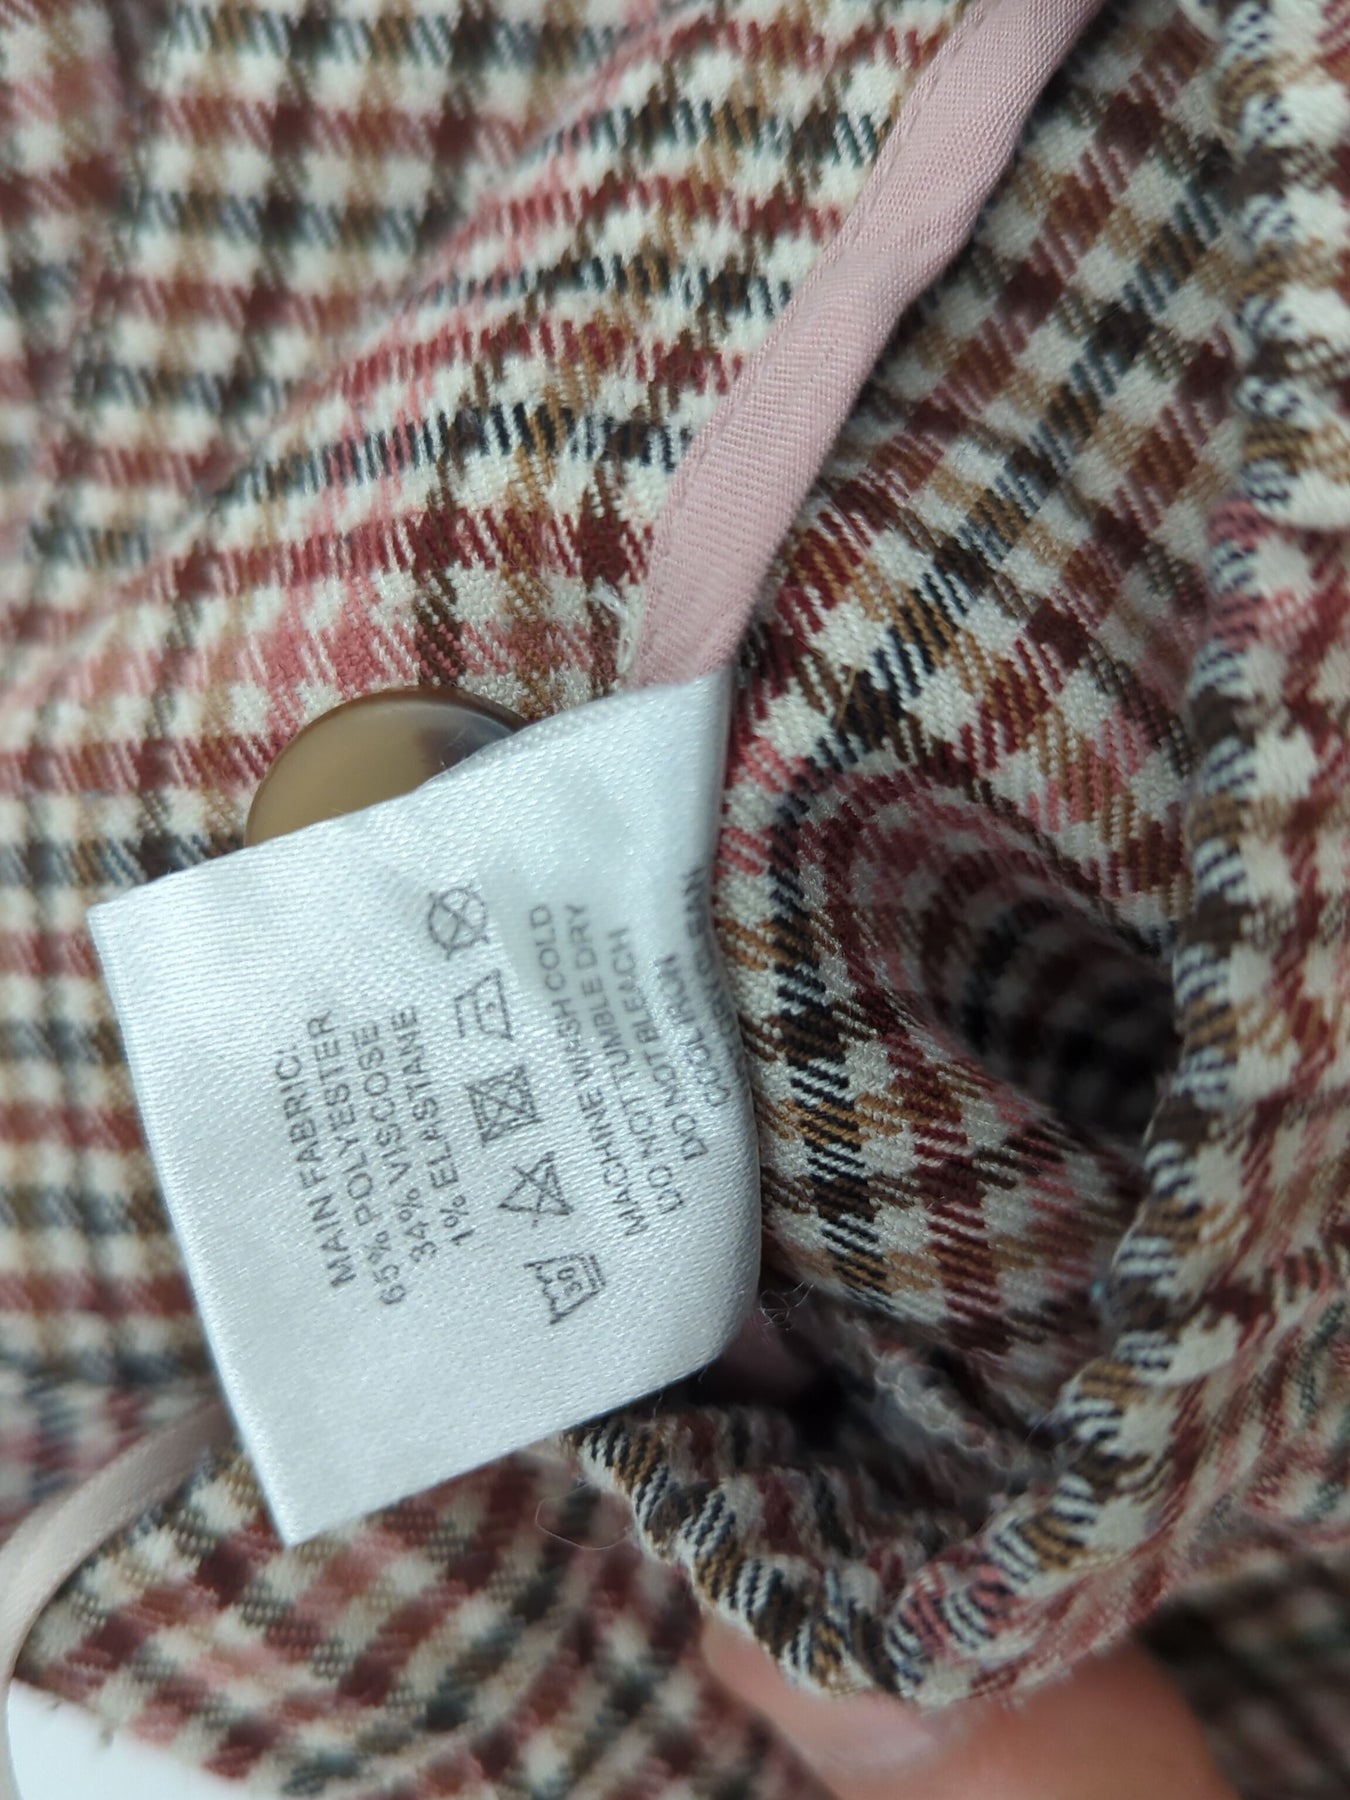 MAIN FABRIC:
65% POLYESTER
34% VISCOSE
1% ELASTANE
30
MACHINE WASH COLD
DO NOT TUMBLE DRY
DO NOT BLEACH
COOL IRON